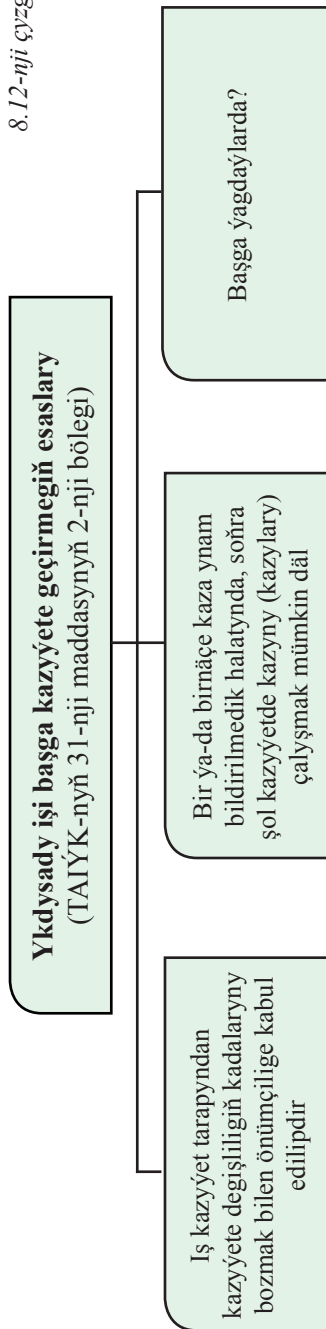 8.12-nji çyzg
Ykdysady işi başga kazyýete geçirmegiň esaslary
(TAIÝK-nyň 31-nji maddasynyň 2-nji bölegi)
Iş kazyýet tarapyndan
kazyýete degişliligiň kadalaryny
bozmak bilen önümçilige kabul
edilipdir
Bir ýa-da birnäçe kaza ynam
bildirilmedik halatynda, soňra
şol kazyýetde kazyny (kazylary)
çalyşmak mümkin däl
Başga ýagdaýlarda?